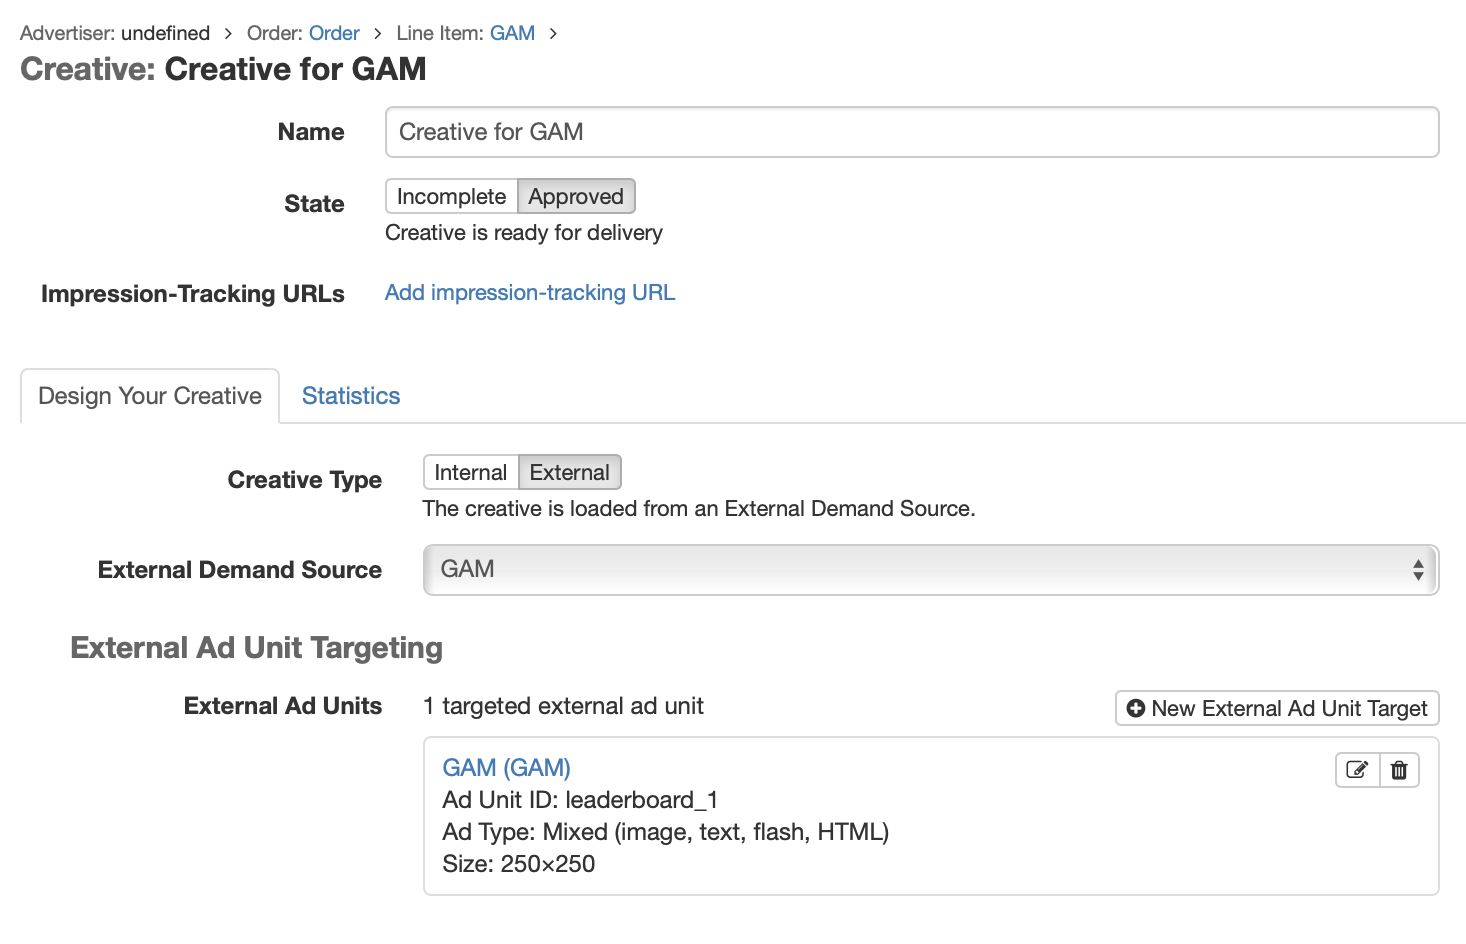 Advertiser: undefined > Order: Order > Line Item: GAM >
Creative: Creative for GAM
Name Creative for GAM
State Incomplete Approved
Creative is ready for delivery
Impression-Tracking URLs Add impression-tracking URL
Design Your Creative Statistics
Creative Type Internal External
The creative is loaded from an External Demand Source.
External Demand Source GAM
External Ad Unit Targeting
External Ad Units 1 targeted external ad unit New External Ad Unit Target
GAM (GAM)
Ad Unit ID: leaderboard_1
Ad Type: Mixed (image, text, flash, HTML)
Size: 250×250